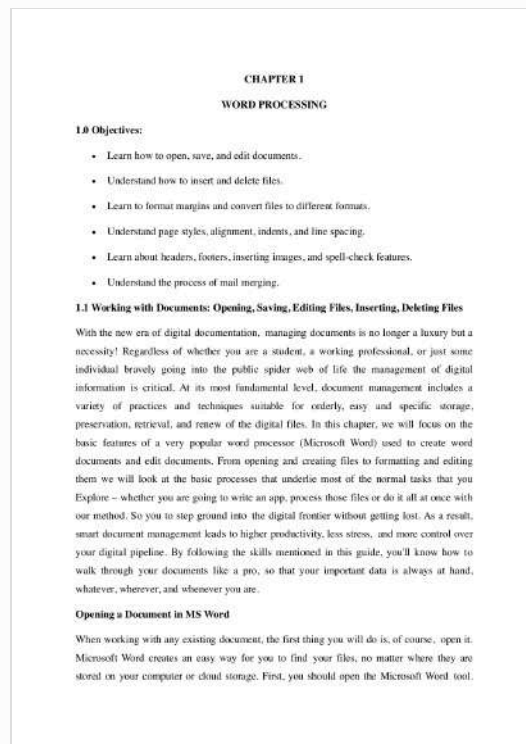 CHAPTER 1
WORD PROCESSING
1.0 Objectives:
• Learn how to open, save, and edit documents.
• Understand how to insert and delete files.
• Learn to format margins and convert files to different formats.
• Understand page styles, alignment, indents, and line spacing.
• Learn about headers, footers, inserting images, and spell-check features.
• Understand the process of mail merging.
1.1 Working with Documents: Opening, Saving, Editing Files, Inserting, Deleting Files
With the new era of digital documentation, managing documents is no longer a luxury but a
necessity! Regardless of whether you are a student, a working professional, or just some
individual bravely going into the public spider web of life the management of digital
information is critical. At its most fundamental level, document management includes a
variety of practices and techniques suitable for orderly, easy and specific storage,
preservation, retrieval, and renew of the digital files. In this chapter, we will focus on the
basic features of a very popular word processor (Microsoft Word) used to create word
documents and edit documents. From opening and creating files to formatting and editing
them we will look at the basic processes that underlie most of the normal tasks that you
Explore – whether you are going to write an app, process those files or do it all at once with
our method. So you to step ground into the digital frontier without getting lost. As a result,
smart document management leads to higher productivity, less stress, and more control over
your digital pipeline. By following the skills mentioned in this guide, you'll know how to
walk through your documents like a pro, so that your important data is always at hand,
whatever, wherever, and whenever you are.
Opening a Document in MS Word
When working with any existing document, the first thing you will do is, of course, open it.
Microsoft Word creates an easy way for you to find your files, no matter where they are
stored on your computer or cloud storage. First, you should open the Microsoft Word tool.